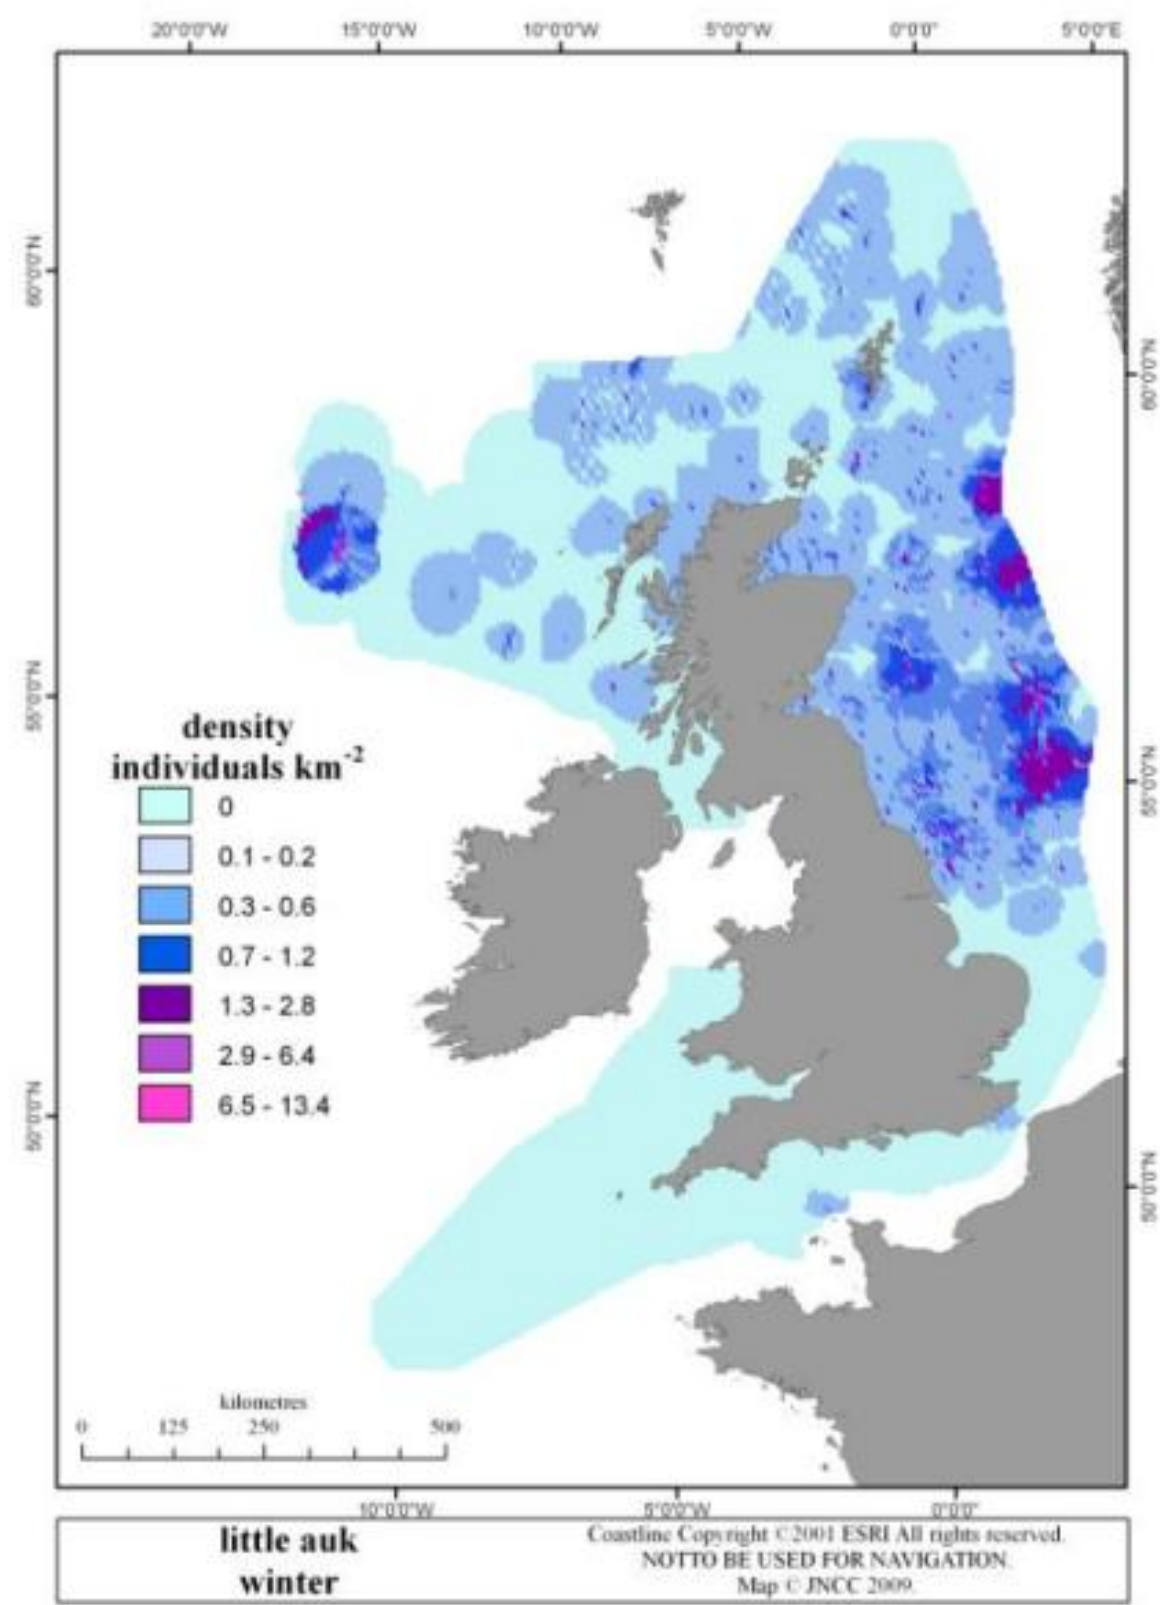 20°0'0"W 15°0'0"W 10°0'0"W 5°0'0"W 0°0'0" 5°0'0"E
60°0'0"N
60°0'0"N
55°0'0"N
55°0'0"N
50°0'0"N
50°0'0"N
density
individuals km-2
0
0.1 - 0.2
0.3 - 0.6
0.7 - 1.2
1.3 - 2.8
2.9 - 6.4
6.5 - 13.4
kilometres
0 125 250 500
10°0'0"W 5°0'0"W 0°0'0"
little auk
winter
Coastline Copyright ©2001 ESRI All rights reserved.
NOTTO BE USED FOR NAVIGATION.
Map © JNCC 2009